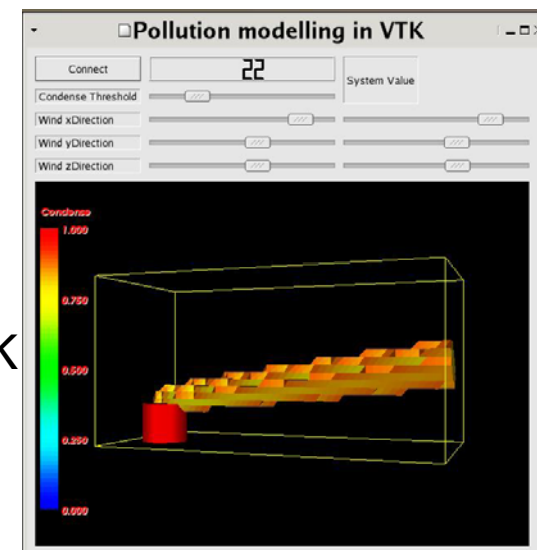 Pollution modelling in VTK
Connect
22
System Value
Condense Threshold
Wind xDirection
Wind yDirection
Wind zDirection
Condense
1.000
0.750
K
0.500
0.250
0.000